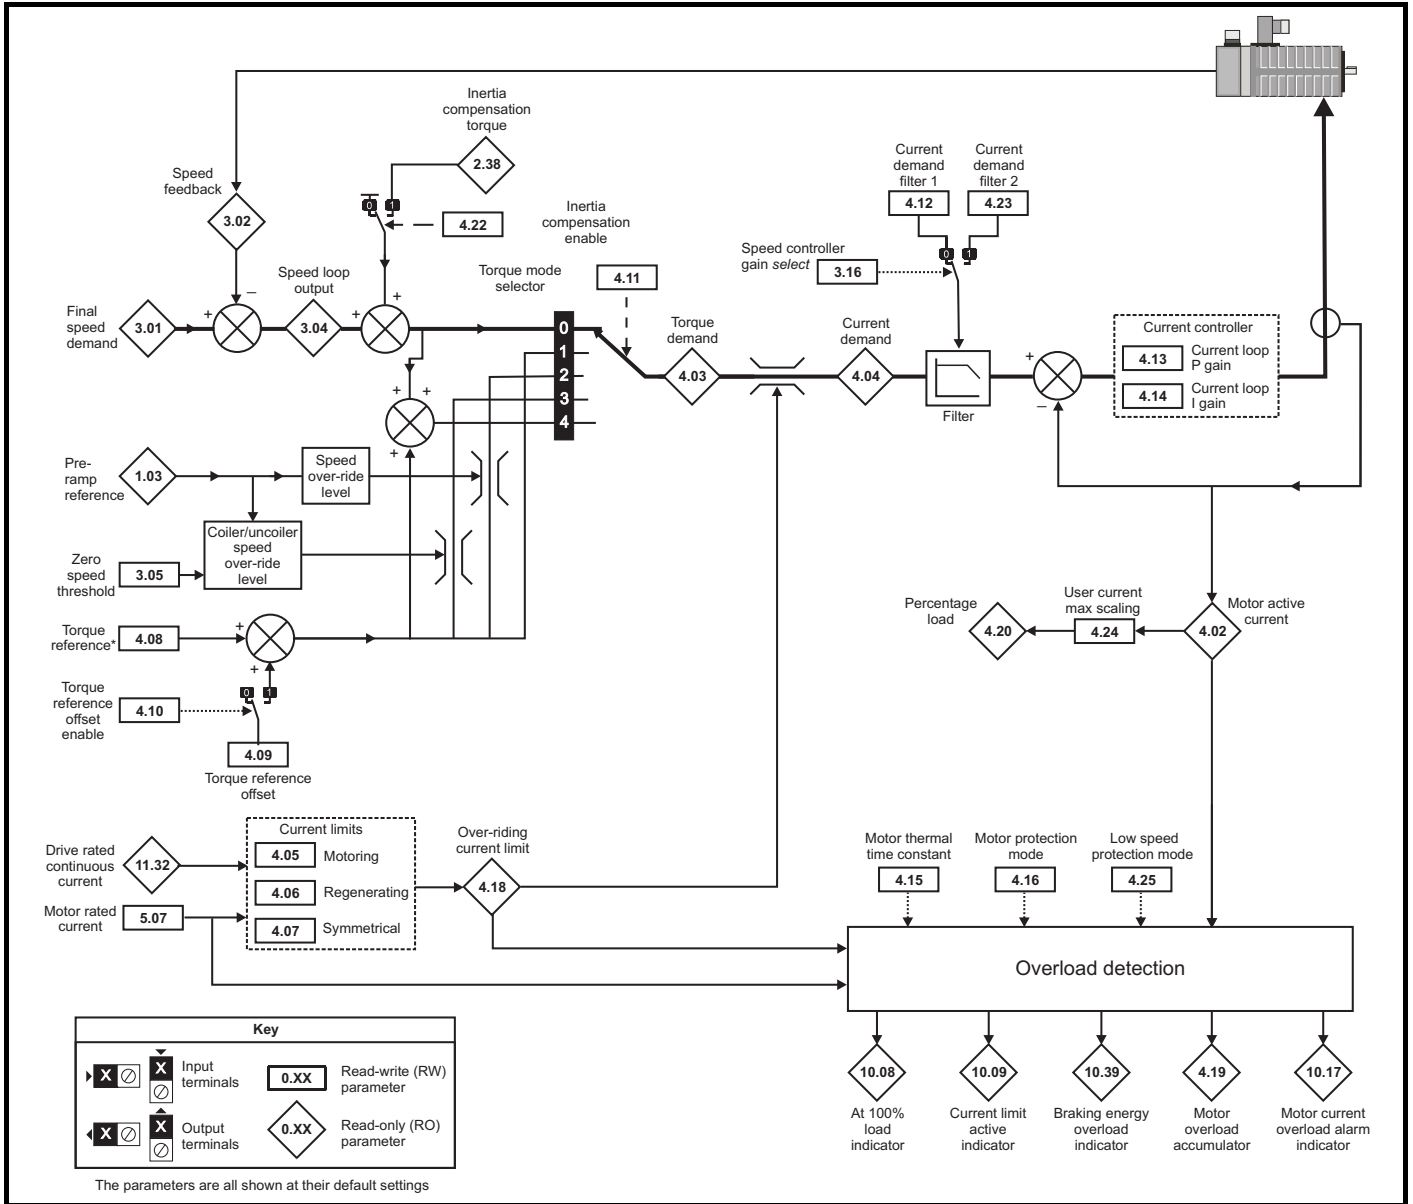 Inertia
compensation
torque
2.38
Speed
feedback
3.02
0 1
4.22
Inertia
compensation
enable
Current
demand
filter 1
4.12
Current
demand
filter 2
4.23
0 1
Speed controller
gain select
3.16
Speed loop
output
Torque mode
selector
4.11
Final
speed
demand
3.01
+
–
3.04
+
+
0
1
2
3
4
Torque
demand
4.03
Current
demand
4.04
Filter
+
–
Current controller
4.13
Current loop
P gain
4.14
Current loop
I gain
+ +
+
Pre-
ramp
reference
1.03
Speed
over-ride
level
Coiler/uncoiler
speed
over-ride
level
Zero
speed
threshold
3.05
Torque
reference*
4.08
+
+
0 1
Torque
reference
offset
enable
4.10
4.09
Torque reference
offset
Percentage
load
4.20
User current
max scaling
4.24
4.02
Motor active
current
Drive rated
continuous
current
11.32
Motor rated
current
5.07
Current limits
4.05 Motoring
4.06 Regenerating
4.07 Symmetrical
Over-riding
current limit
4.18
Motor thermal
time constant
4.15
Motor protection
mode
4.16
Low speed
protection mode
4.25
Overload detection
10.08
At 100%
load
indicator
10.09
Current limit
active
indicator
10.39
Braking energy
overload
indicator
4.19
Motor
overload
accumulator
10.17
Motor current
overload alarm
indicator
Key
X
X
Input
terminals
0.XX
Read-write (RW)
parameter
X
X
Output
terminals
0.XX
Read-only (RO)
parameter
The parameters are all shown at their default settings